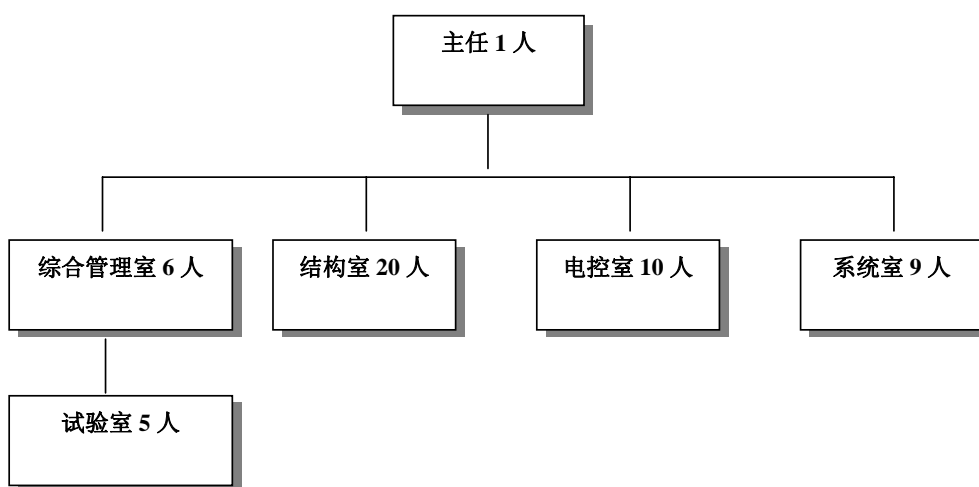 主任 1 人
综合管理室 6 人
结构室 20 人
电控室 10 人
系统室 9 人
试验室 5 人